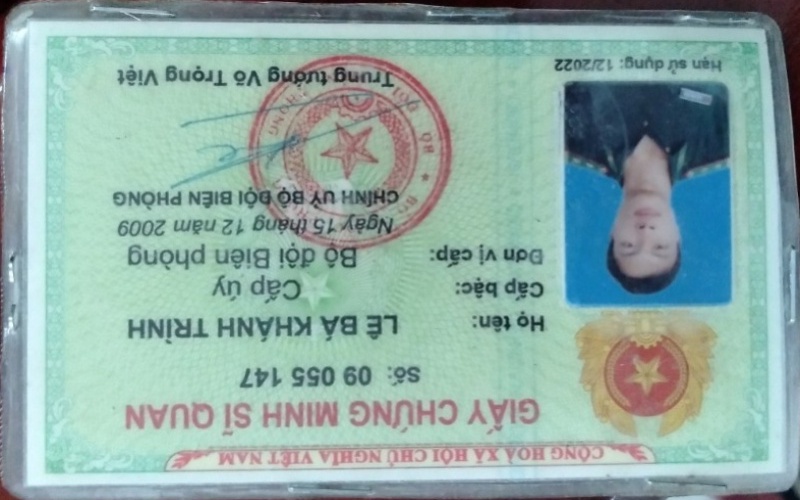 CỘNG HOÀ XÃ HỘI CHỦ NGHĨA VIỆT NAM
GIẤY CHỨNG MINH SĨ QUAN
Số: 09 055 147
Họ tên: LÊ BÁ KHÁNH TRÌNH
Cấp bậc: Cấp úy
Đơn vị cấp: Bộ đội Biên phòng
Ngày 15 tháng 12 năm 2009
CHÍNH UỶ BỘ ĐỘI BIÊN PHÒNG
Trung tướng Võ Trọng Việt
Hạn sử dụng: 12/2022